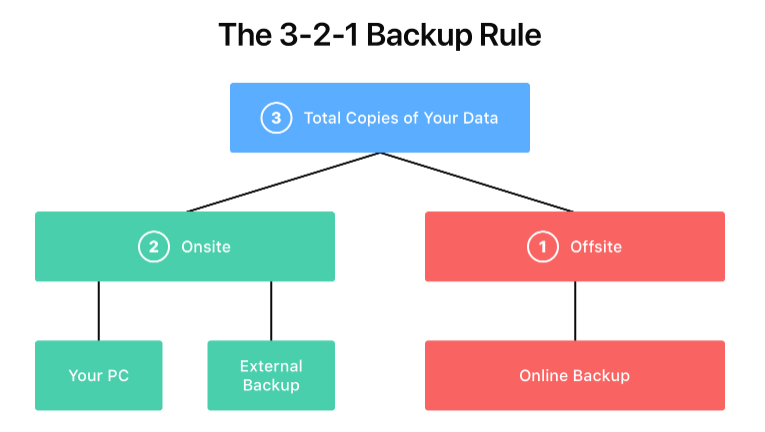 The 3-2-1 Backup Rule
3 Total Copies of Your Data
2 Onsite
1 Offsite
Your PC
External
Backup
Online Backup